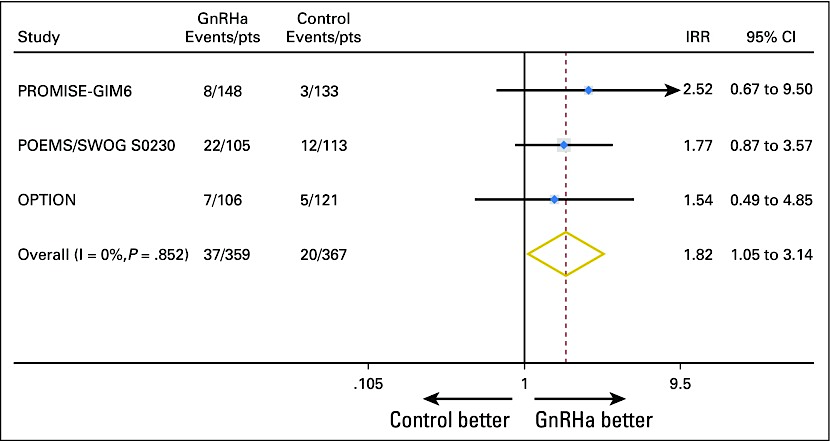 GnRHa Control
Study Events/pts Events/pts IRR 95% CI
PROMISE-GIM6 8/148 3/133 2.52 0.67 to 9.50
POEMS/SWOG S0230 22/105 12/113 1.77 0.87 to 3.57
OPTION 7/106 5/121 1.54 0.49 to 4.85
Overall (I = 0%, P = .852) 37/359 20/367 1.82 1.05 to 3.14
.105 1 9.5
Control better GnRHa better